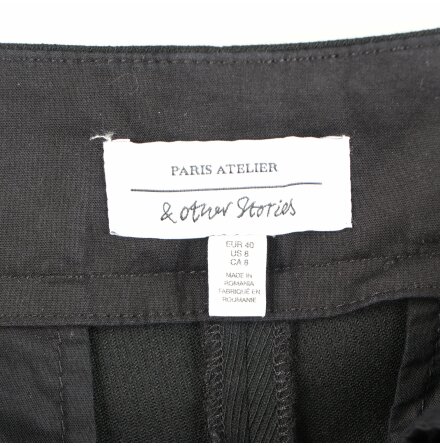 PARIS ATELIER
& other Stories
EUR 40
US 8
CA 8
MADE IN
ROMANIA
FABRIQUÉ EN
ROUMANIE